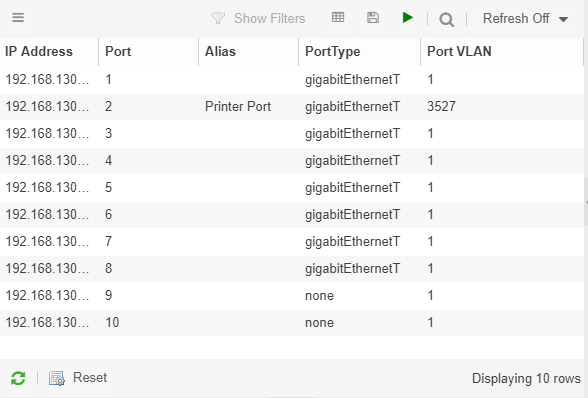 Show Filters Refresh Off
IP Address Port Alias PortType Port VLAN
192.168.130... 1 gigabitEthernetT 1
192.168.130... 2 Printer Port gigabitEthernetT 3527
192.168.130... 3 gigabitEthernetT 1
192.168.130... 4 gigabitEthernetT 1
192.168.130... 5 gigabitEthernetT 1
192.168.130... 6 gigabitEthernetT 1
192.168.130... 7 gigabitEthernetT 1
192.168.130... 8 gigabitEthernetT 1
192.168.130... 9 none 1
192.168.130... 10 none 1
Reset Displaying 10 rows